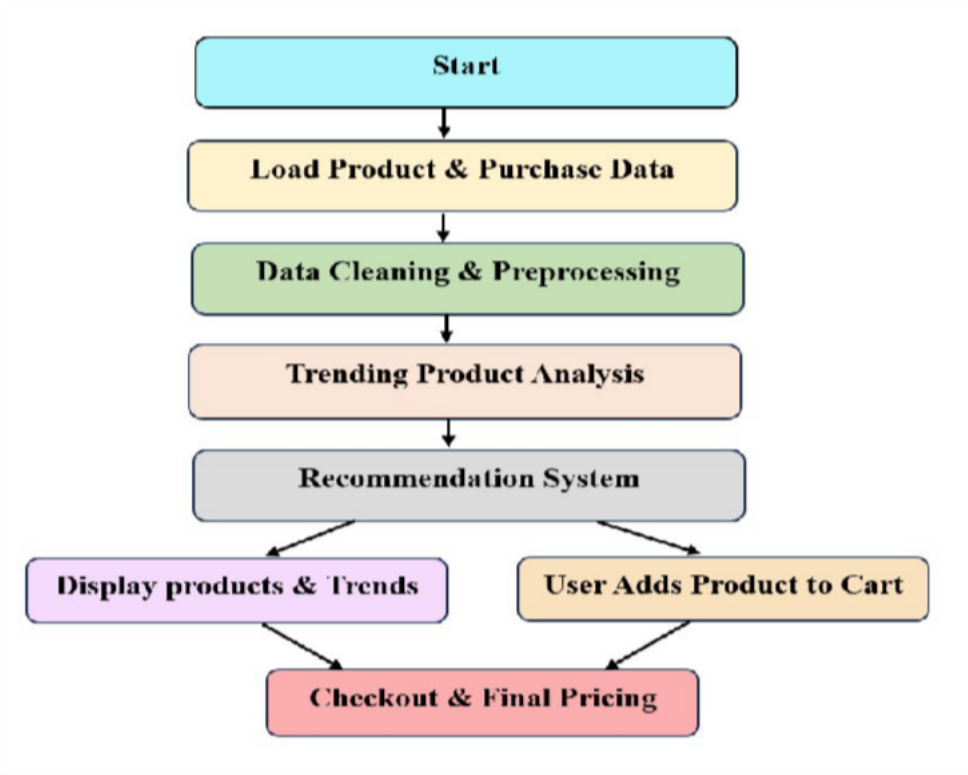 Start
Load Product & Purchase Data
Data Cleaning & Preprocessing
Trending Product Analysis
Recommendation System
Display products & Trends
User Adds Product to Cart
Checkout & Final Pricing